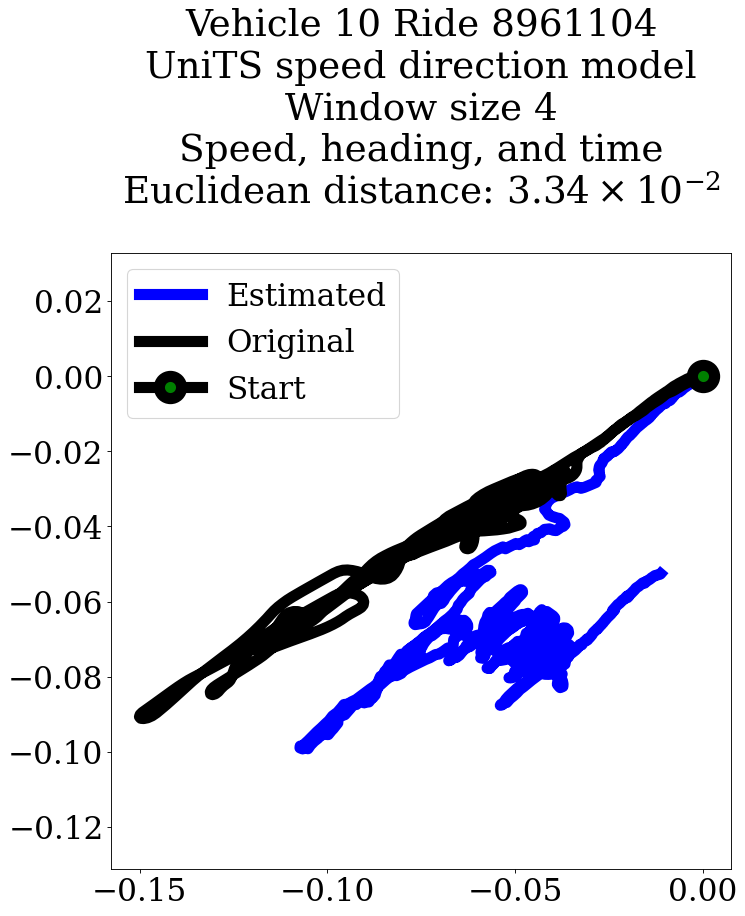 Vehicle 10 Ride 8961104
UniTS speed direction model
Window size 4
Speed, heading, and time
Euclidean distance: 3.34 × 10⁻²
Estimated
Original
Start
0.02
0.00
−0.02
−0.04
−0.06
−0.08
−0.10
−0.12
−0.15
−0.10
−0.05
0.00